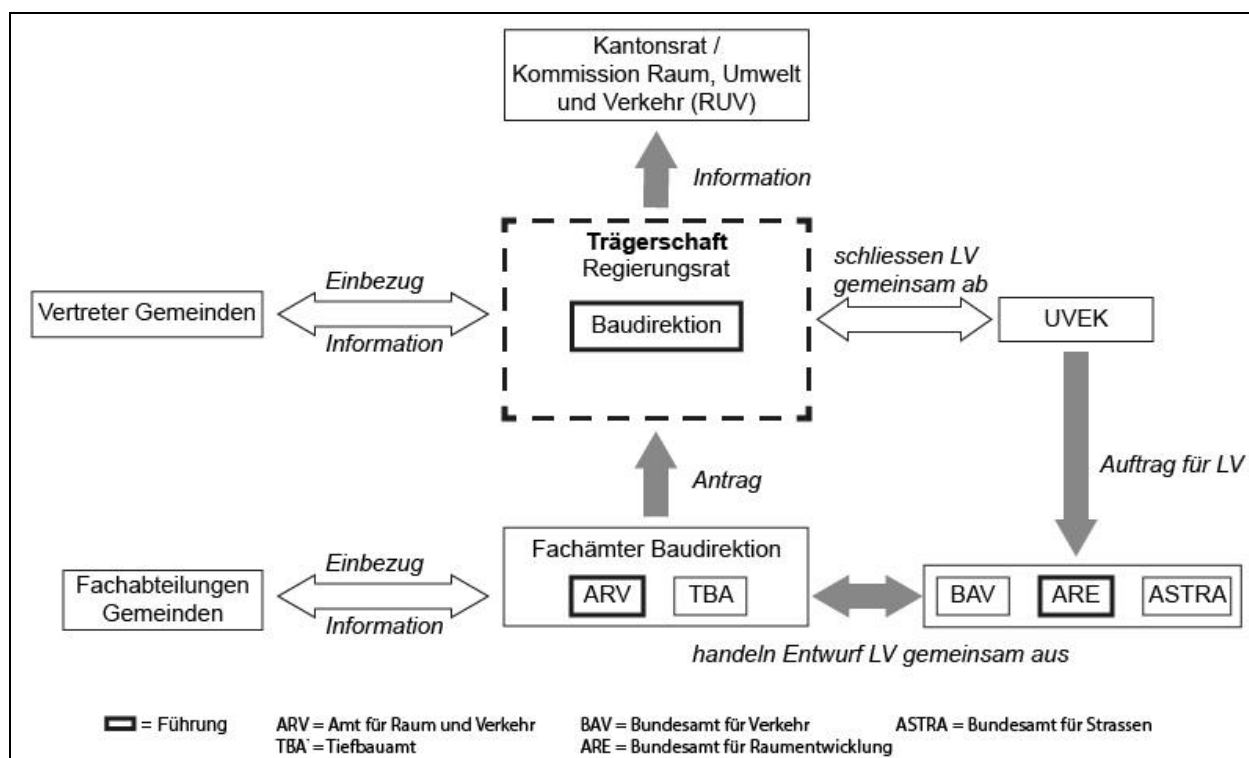 Kantonsrat /
Kommission Raum, Umwelt
und Verkehr (RUV)
Information
Trägerschaft
Regierungsrat
Baudirektion
schliessen LV
gemeinsam ab
Einbezug
Vertreter Gemeinden
Information
UVEK
Antrag
Auftrag für LV
Fachämter Baudirektion
ARV
TBA
Einbezug
Fachabteilungen
Gemeinden
Information
BAV
ARE
ASTRA
handeln Entwurf LV gemeinsam aus
= Führung
ARV = Amt für Raum und Verkehr
BAV = Bundesamt für Verkehr
ASTRA = Bundesamt für Strassen
TBA = Tiefbauamt
ARE = Bundesamt für Raumentwicklung